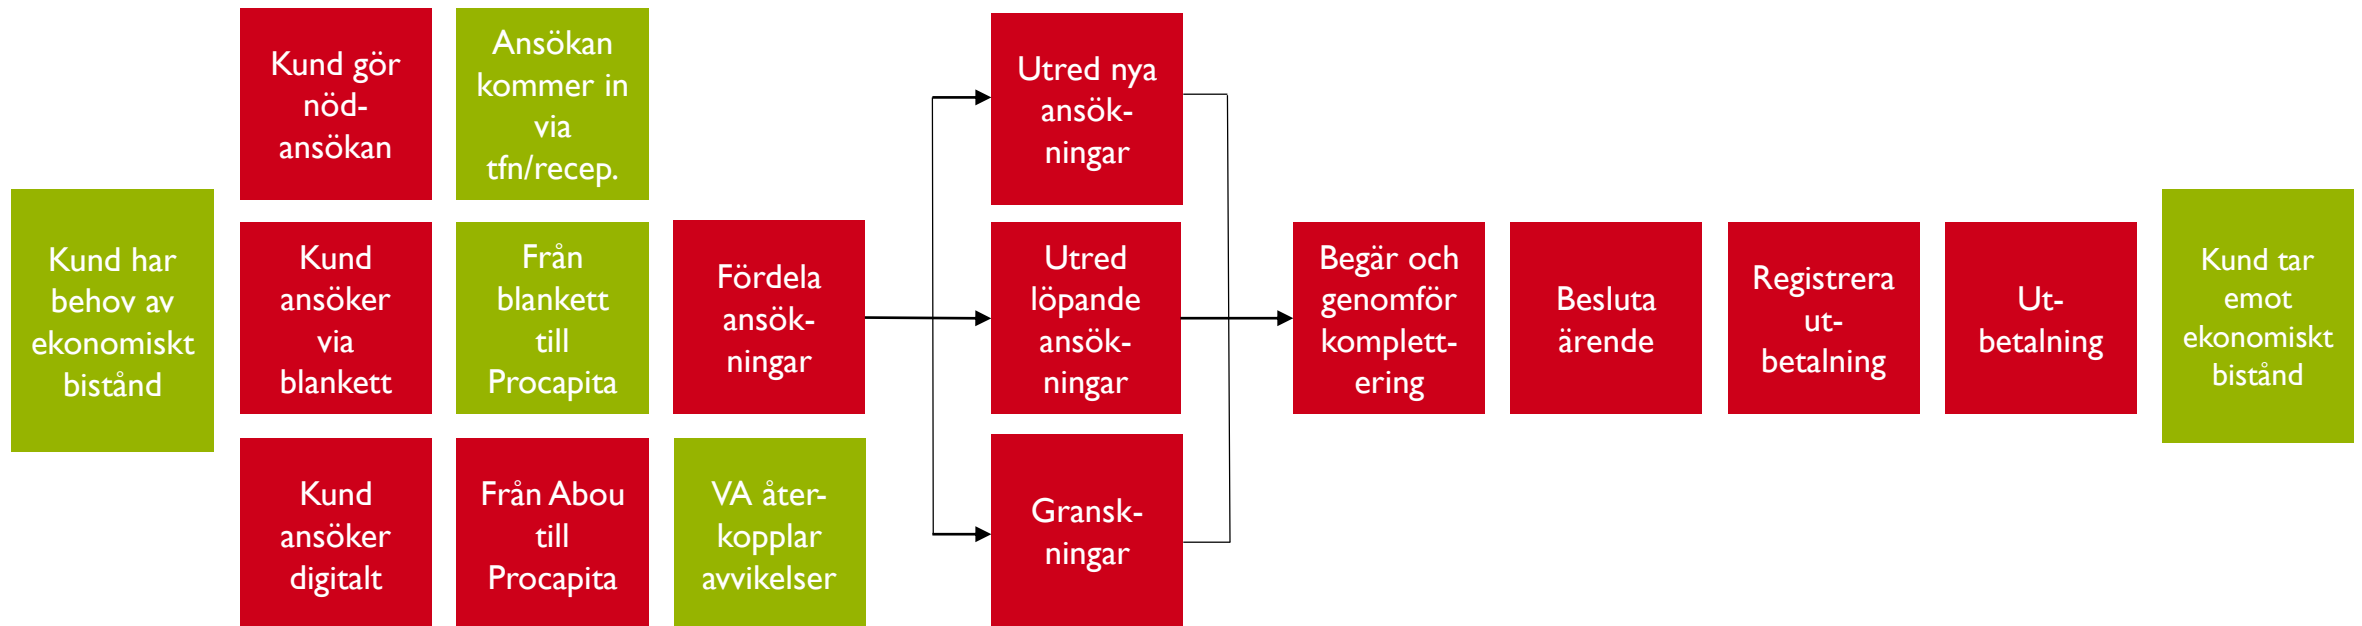 Kund har
behov av
ekonomiskt
bistånd
Kund gör
nöd-
ansökan
Kund
ansöker
via
blankett
Kund
ansöker
digitalt
Ansökan
kommer in
via
tfn/recep.
Från
blankett
till
Procapita
Från Abou
till
Procapita
Fördela
ansök-
ningar
VA åter-
kopplar
avvikelser
Utred nya
ansök-
ningar
Utred
löpande
ansök-
ningar
Gransk-
ningar
Begär och
genomför
komplett-
ering
Besluta
ärende
Registrera
ut-
betalning
Ut-
betalning
Kund tar
emot
ekonomiskt
bistånd